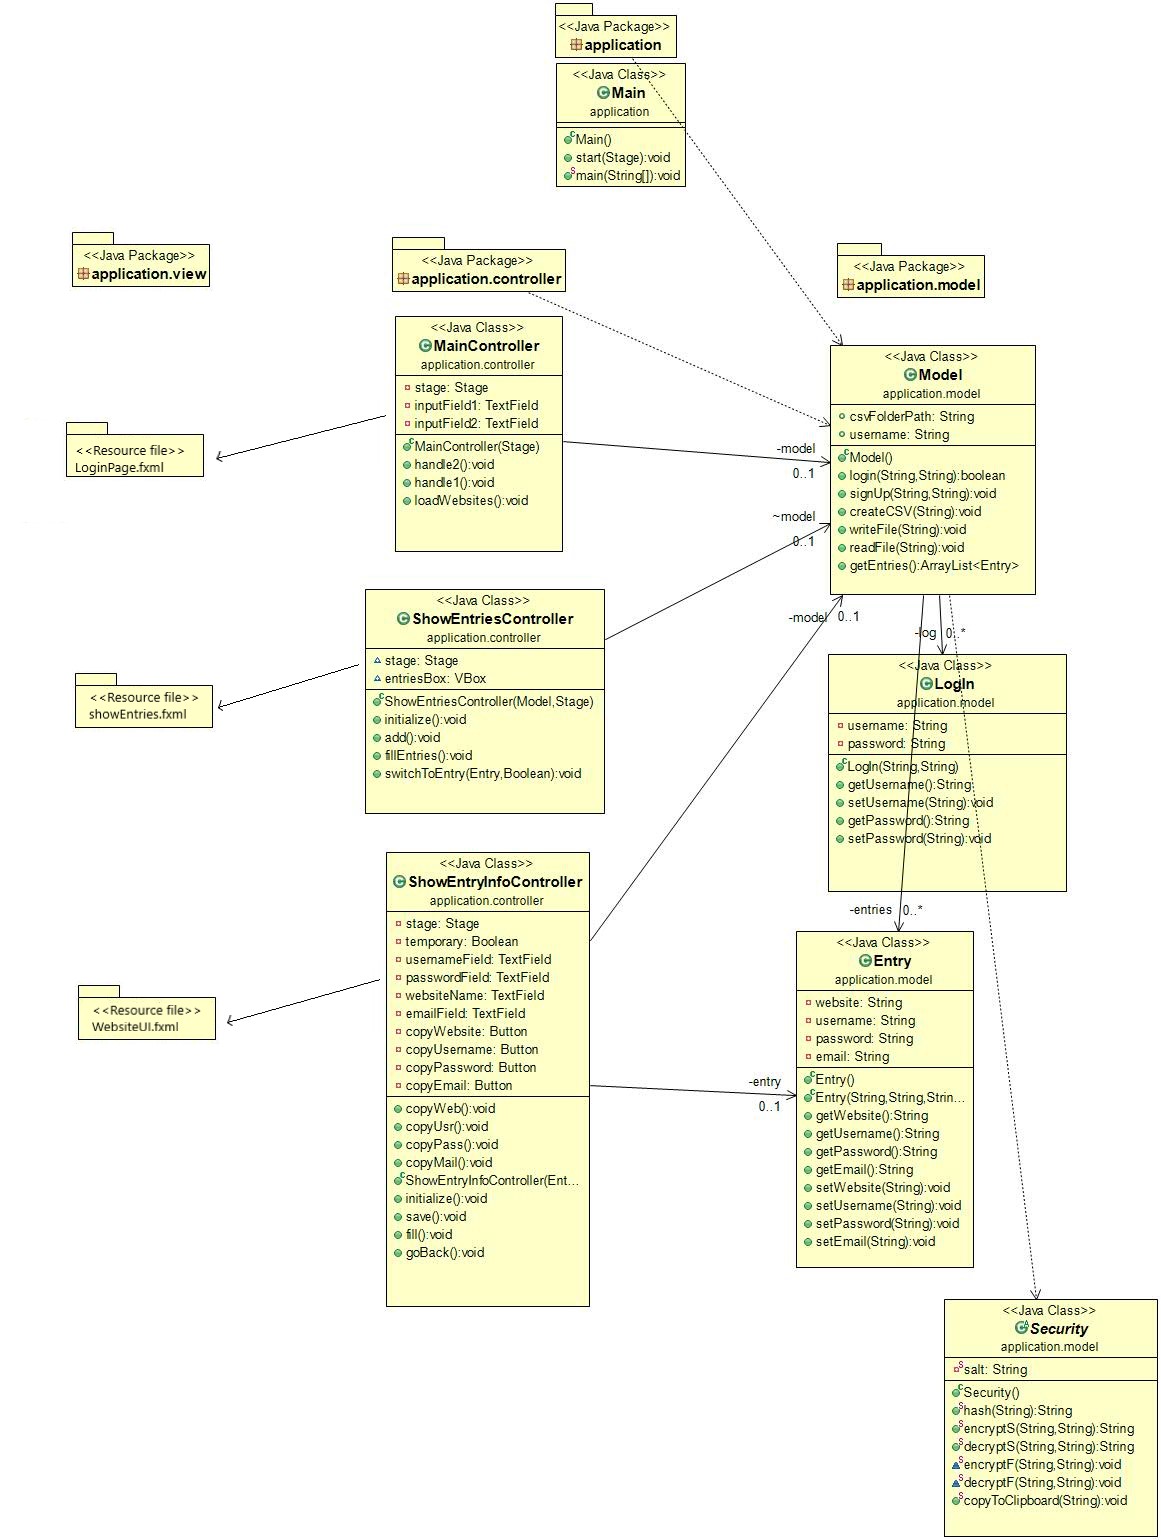 <<Java Package>>
application
<<Java Class>>
Main
application
Main()
start(Stage):void
main(String[]):void
<<Java Package>>
application.view
<<Java Package>>
application.controller
<<Java Package>>
application.model
<<Java Class>>
MainController
application.controller
stage: Stage
inputField1: TextField
inputField2: TextField
MainController(Stage)
handle2():void
handle1():void
loadWebsites():void
<<Resource file>>
LoginPage.fxml
-model
0..1
~model
0..1
-model 0..1
<<Java Class>>
Model
application.model
csvFolderPath: String
username: String
Model()
login(String,String):boolean
signUp(String,String):void
createCSV(String):void
writeFile(String):void
readFile(String):void
getEntries():ArrayList<Entry>
<<Java Class>>
ShowEntriesController
application.controller
stage: Stage
entriesBox: VBox
ShowEntriesController(Model,Stage)
initialize():void
add():void
fillEntries():void
switchToEntry(Entry,Boolean):void
<<Resource file>>
showEntries.fxml
-log 0..*
<<Java Class>>
LogIn
application.model
username: String
password: String
LogIn(String,String)
getUsername():String
setUsername(String):void
getPassword():String
setPassword(String):void
<<Java Class>>
ShowEntryInfoController
application.controller
stage: Stage
temporary: Boolean
usernameField: TextField
passwordField: TextField
websiteName: TextField
emailField: TextField
copyWebsite: Button
copyUsername: Button
copyPassword: Button
copyEmail: Button
copyWeb():void
copyUsr():void
copyPass():void
copyMail():void
ShowEntryInfoController(Ent...
initialize():void
save():void
fill():void
goBack():void
<<Resource file>>
WebsiteUI.fxml
-entries 0..*
-entry
0..1
<<Java Class>>
Entry
application.model
website: String
username: String
password: String
email: String
Entry()
Entry(String,String,Strin...
getWebsite():String
getUsername():String
getPassword():String
getEmail():String
setWebsite(String):void
setUsername(String):void
setPassword(String):void
setEmail(String):void
<<Java Class>>
Security
application.model
salt: String
Security()
hash(String):String
encryptS(String,String):String
decryptS(String,String):String
encryptF(String,String):void
decryptF(String,String):void
copyToClipboard(String):void